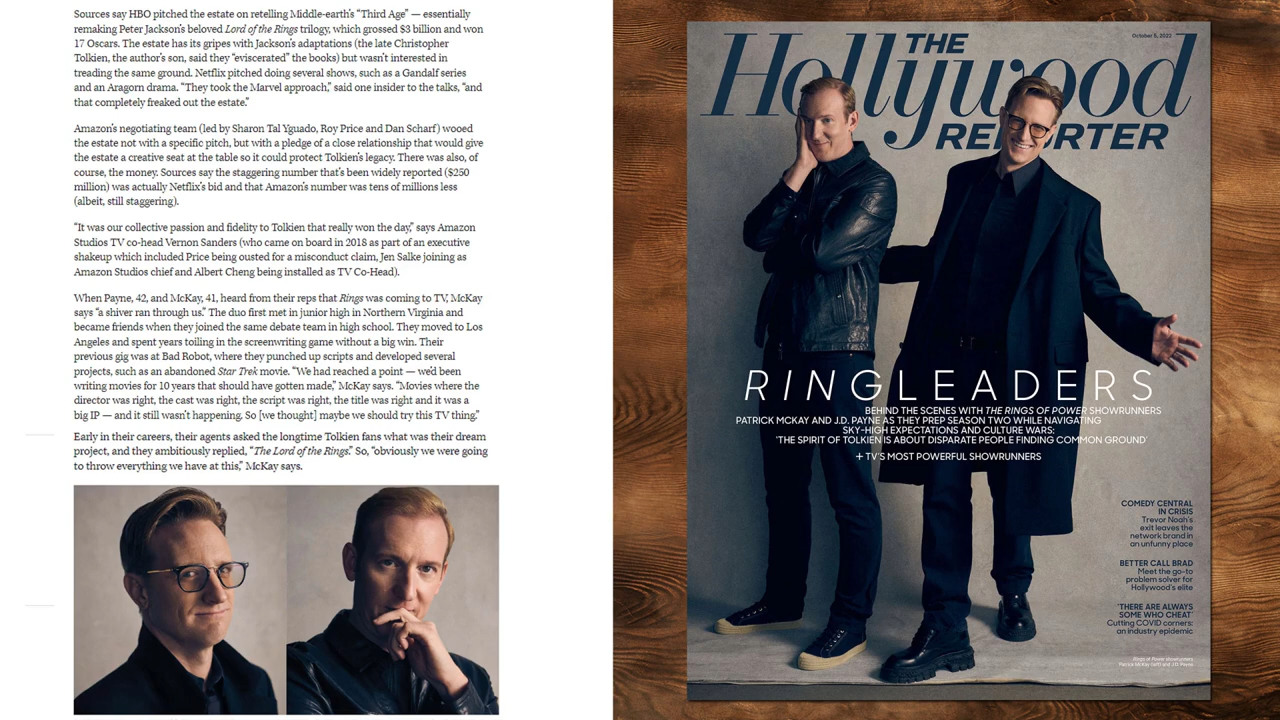 Sources say HBO pitched the estate on retelling Middle-earth's “Third Age” — essentially
remaking Peter Jackson's beloved Lord of the Rings trilogy, which grossed $3 billion and won
17 Oscars. The estate has its gripes with Jackson's adaptations (the late Christopher
Tolkien, the author's son, said they “eviscerated” the books) but wasn't interested in
treading the same ground. Netflix pitched doing several shows, such as a Gandalf series
and an Aragorn drama. “They took the Marvel approach,” said one insider to the talks, “and
that completely freaked out the estate.”
Amazon's negotiating team (led by Sharon Tal Yguado, Roy Price and Dan Scharf) wooed
the estate not with a specific pitch, but with a pledge of a close relationship that would give
the estate a creative seat at the table so it could protect Tolkien's legacy. There was also, of
course, the money. Sources say the staggering number that's been widely reported ($250
million) was actually Netflix's bid and that Amazon's number was tens of millions less
(albeit, still staggering).
“It was our collective passion and fidelity to Tolkien that really won the day,” says Amazon
Studios TV co-head Vernon Sanders (who came on board in 2018 as part of an executive
shakeup which included Price being ousted for a misconduct claim, Jen Salke joining as
Amazon Studios chief and Albert Cheng being installed as TV Co-Head).
When Payne, 42, and McKay, 41, heard from their reps that Rings was coming to TV, McKay
says “a shiver ran through us.” The duo first met in junior high in Northern Virginia and
became friends when they joined the same debate team in high school. They moved to Los
Angeles and spent years toiling in the screenwriting game without a big win. Their
previous gig was at Bad Robot, where they punched up scripts and developed several
projects, such as an abandoned Star Trek movie. “We had reached a point — we'd been
writing movies for 10 years that should have gotten made,” McKay says. “Movies where the
director was right, the cast was right, the script was right, the title was right and it was a
big IP — and it still wasn't happening. So [we thought] maybe we should try this TV thing.”
Early in their careers, their agents asked the longtime Tolkien fans what was their dream
project, and they ambitiously replied, “The Lord of the Rings.” So, “obviously we were going
to throw everything we have at this,” McKay says.
October 5, 2022
THE
Hollywood
REPORTER
RINGLEADERS
BEHIND THE SCENES WITH THE RINGS OF POWER SHOWRUNNERS
PATRICK MCKAY AND J.D. PAYNE AS THEY PREP SEASON TWO WHILE NAVIGATING
SKY-HIGH EXPECTATIONS AND CULTURE WARS:
‘THE SPIRIT OF TOLKIEN IS ABOUT DISPARATE PEOPLE FINDING COMMON GROUND’
+ TV'S MOST POWERFUL SHOWRUNNERS
COMEDY CENTRAL
IN CRISIS
Trevor Noah's
exit leaves the
network brand in
an unfunny place
BETTER CALL BRAD
Meet the go-to
problem solver for
Hollywood's elite
‘THERE ARE ALWAYS
SOME WHO CHEAT’
Cutting COVID corners:
an industry epidemic
Rings of Power showrunners
Patrick McKay (left) and J.D. Payne